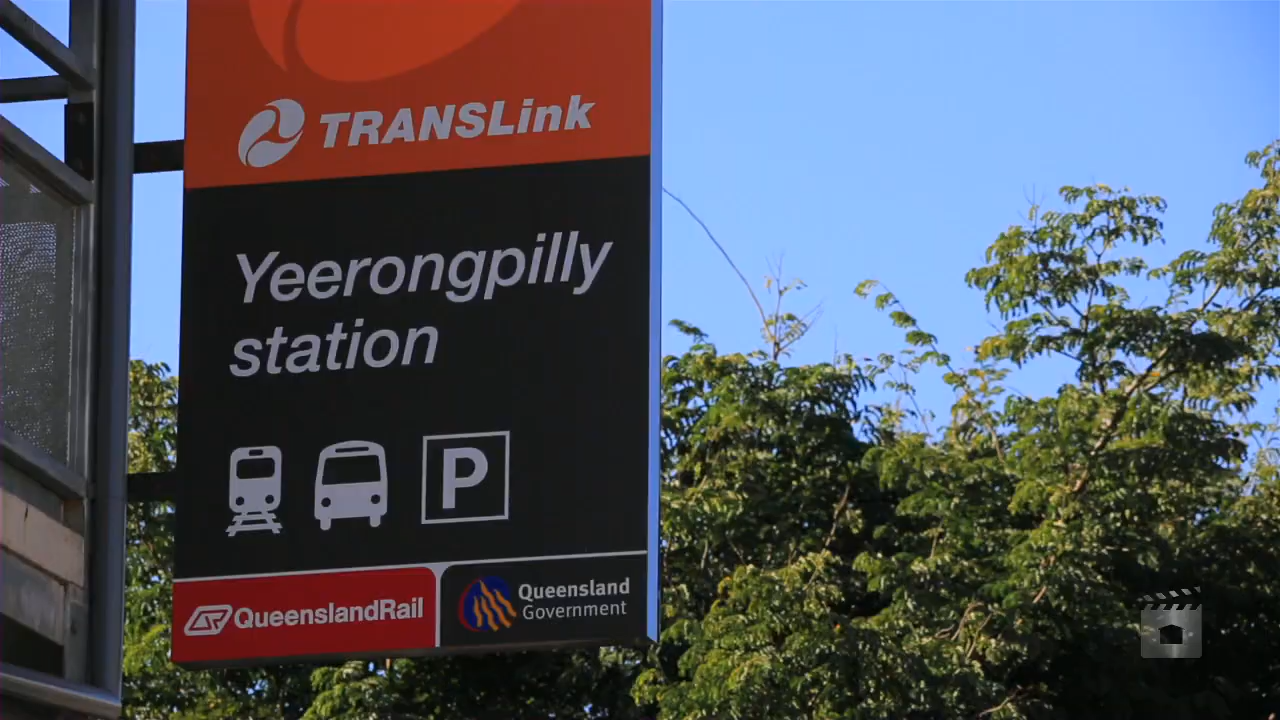 TRANSLink
Yeerongpilly
station
P
QueenslandRail
Queensland
Government